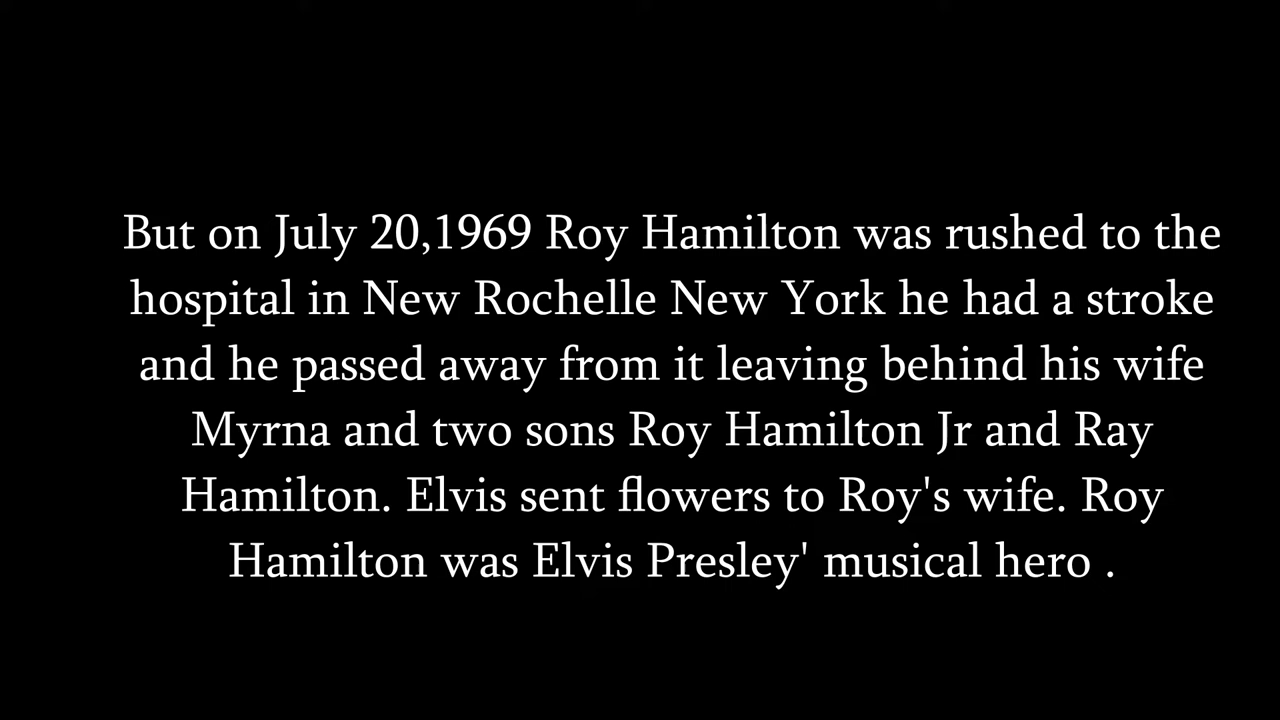 But on July 20,1969 Roy Hamilton was rushed to the
hospital in New Rochelle New York he had a stroke
and he passed away from it leaving behind his wife
Myrna and two sons Roy Hamilton Jr and Ray
Hamilton. Elvis sent flowers to Roy's wife. Roy
Hamilton was Elvis Presley' musical hero .